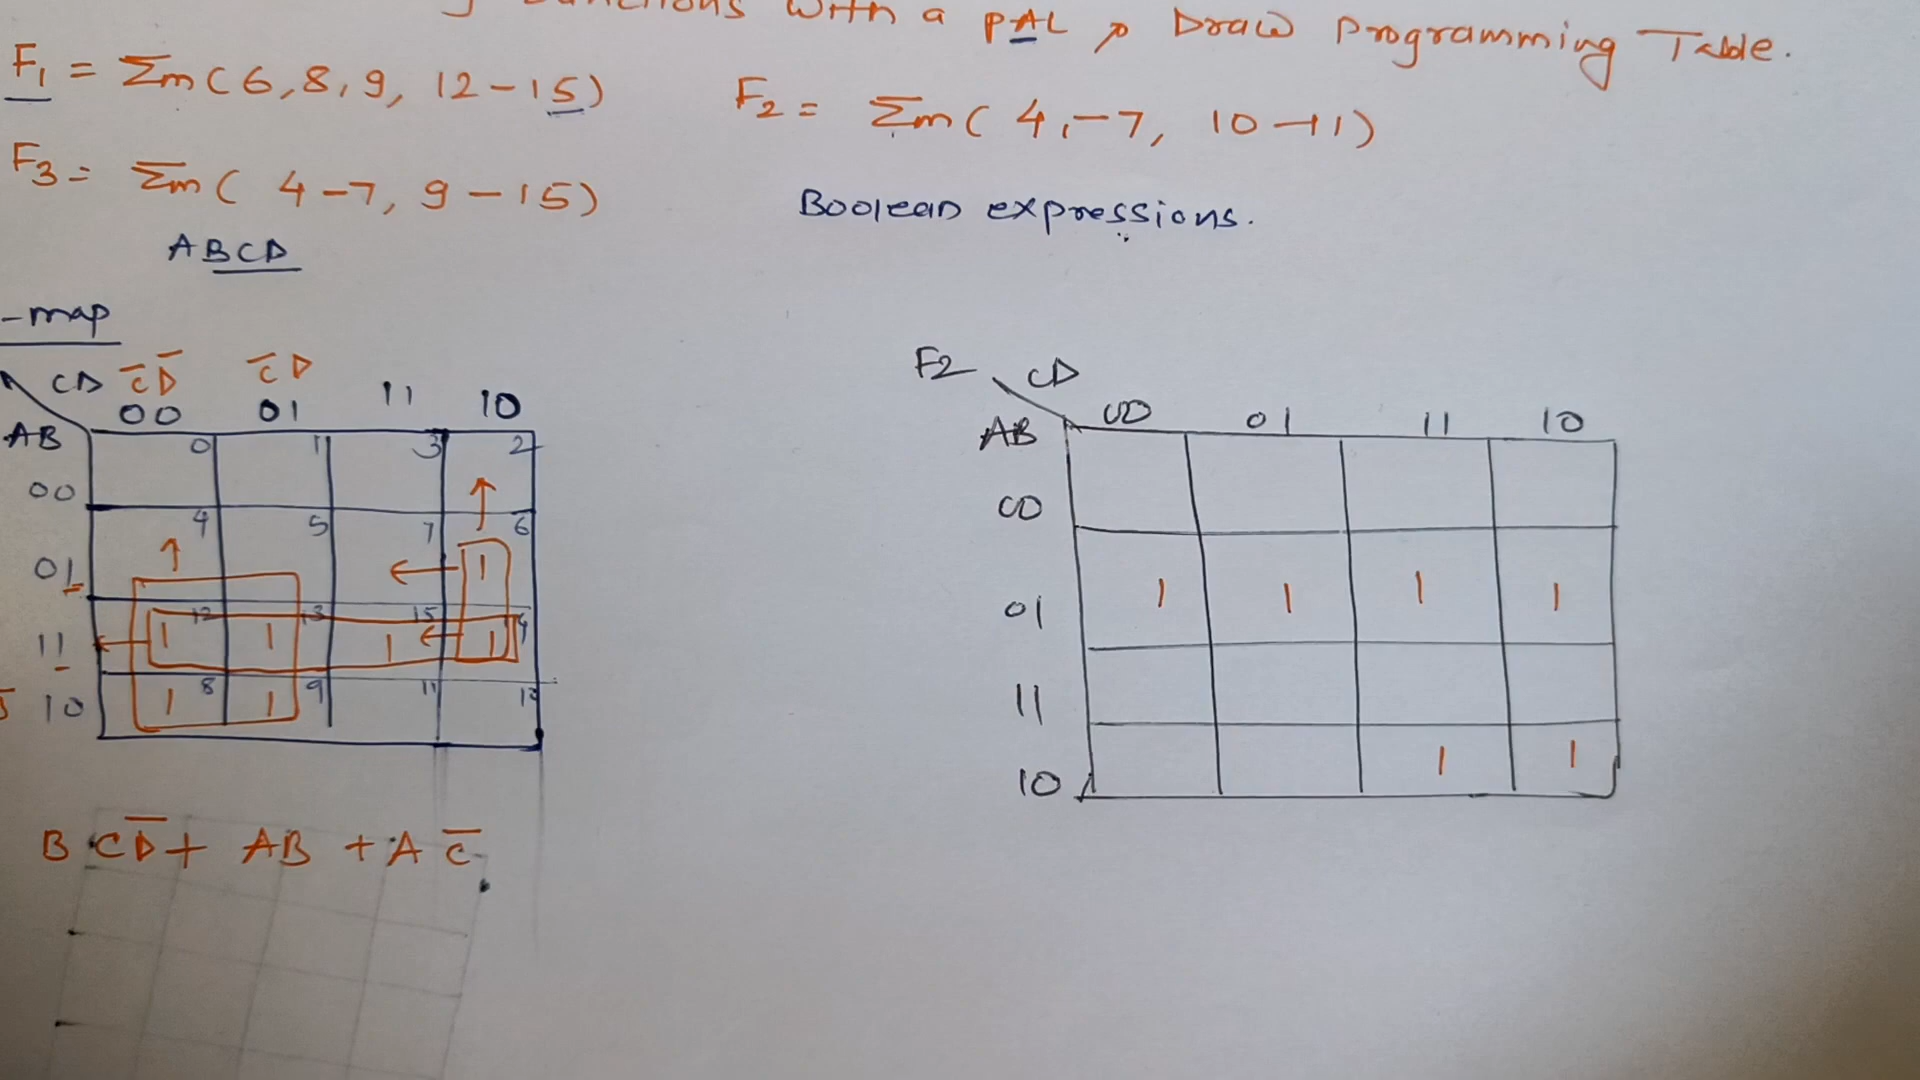 functions with a PAL, Draw Programming Table.
F1 = Σm(6,8,9, 12-15)
F2 = Σm(4,-7, 10-11)
F3 = Σm(4-7, 9-15)
Boolean expressions.
ABCD
-map
CD C̅D̅ C̅D
00 01 11 10
AB
0 1 3 2
00
4 5 7 6
01 1
12 13 15
11 1 1 1 1
8 9 11 10
10 1 1
BCD̅ + AB + AC̅
F2 CD
AB 00 01 11 10
00
01 1 1 1 1
11
10 1 1